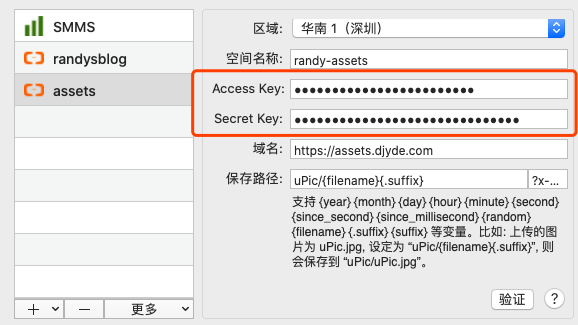 SMMS
randysblog
assets
更多
区域: 华南 1（深圳）
空间名称: randy-assets
Access Key: ●●●●●●●●●●●●●●●●●●●●●●●●
Secret Key: ●●●●●●●●●●●●●●●●●●●●●●●●●●●●●●
域名: https://assets.djyde.com
保存路径: uPic/{filename}{.suffix} ?x-...
支持 {year} {month} {day} {hour} {minute} {second}
{since_second} {since_millisecond} {random}
{filename} {.suffix} {suffix} 等变量。比如: 上传的图
片为 uPic.jpg, 设定为 “uPic/{filename}{.suffix}”, 则
会保存到 “uPic/uPic.jpg”。
验证 ?